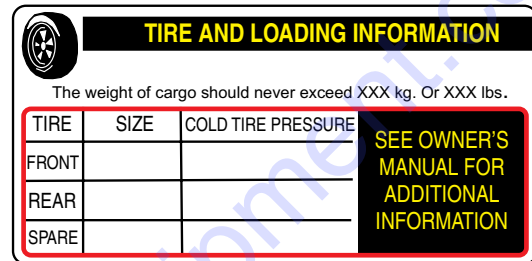 TIRE AND LOADING INFORMATION
The weight of cargo should never exceed XXX kg. Or XXX lbs.
TIRE SIZE COLD TIRE PRESSURE
FRONT
REAR
SPARE
SEE OWNER'S
MANUAL FOR
ADDITIONAL
INFORMATION